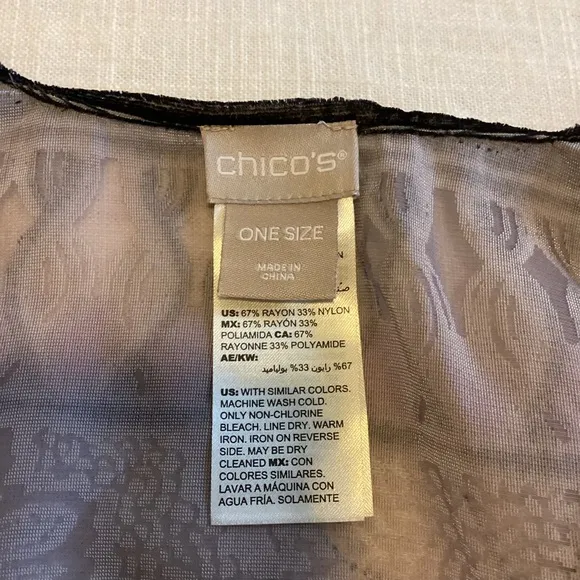 chico's®
ONE SIZE
MADE IN
CHINA
US: 67% RAYON 33% NYLON
MX: 67% RAYÓN 33%
POLIAMIDA CA: 67%
RAYONNE 33% POLYAMIDE
AE/KW:
67% رايون 33% بوليأميد
US: WITH SIMILAR COLORS.
MACHINE WASH COLD.
ONLY NON-CHLORINE
BLEACH. LINE DRY. WARM
IRON. IRON ON REVERSE
SIDE. MAY BE DRY
CLEANED MX: CON
COLORES SIMILARES.
LAVAR A MÁQUINA CON
AGUA FRÍA. SOLAMENTE